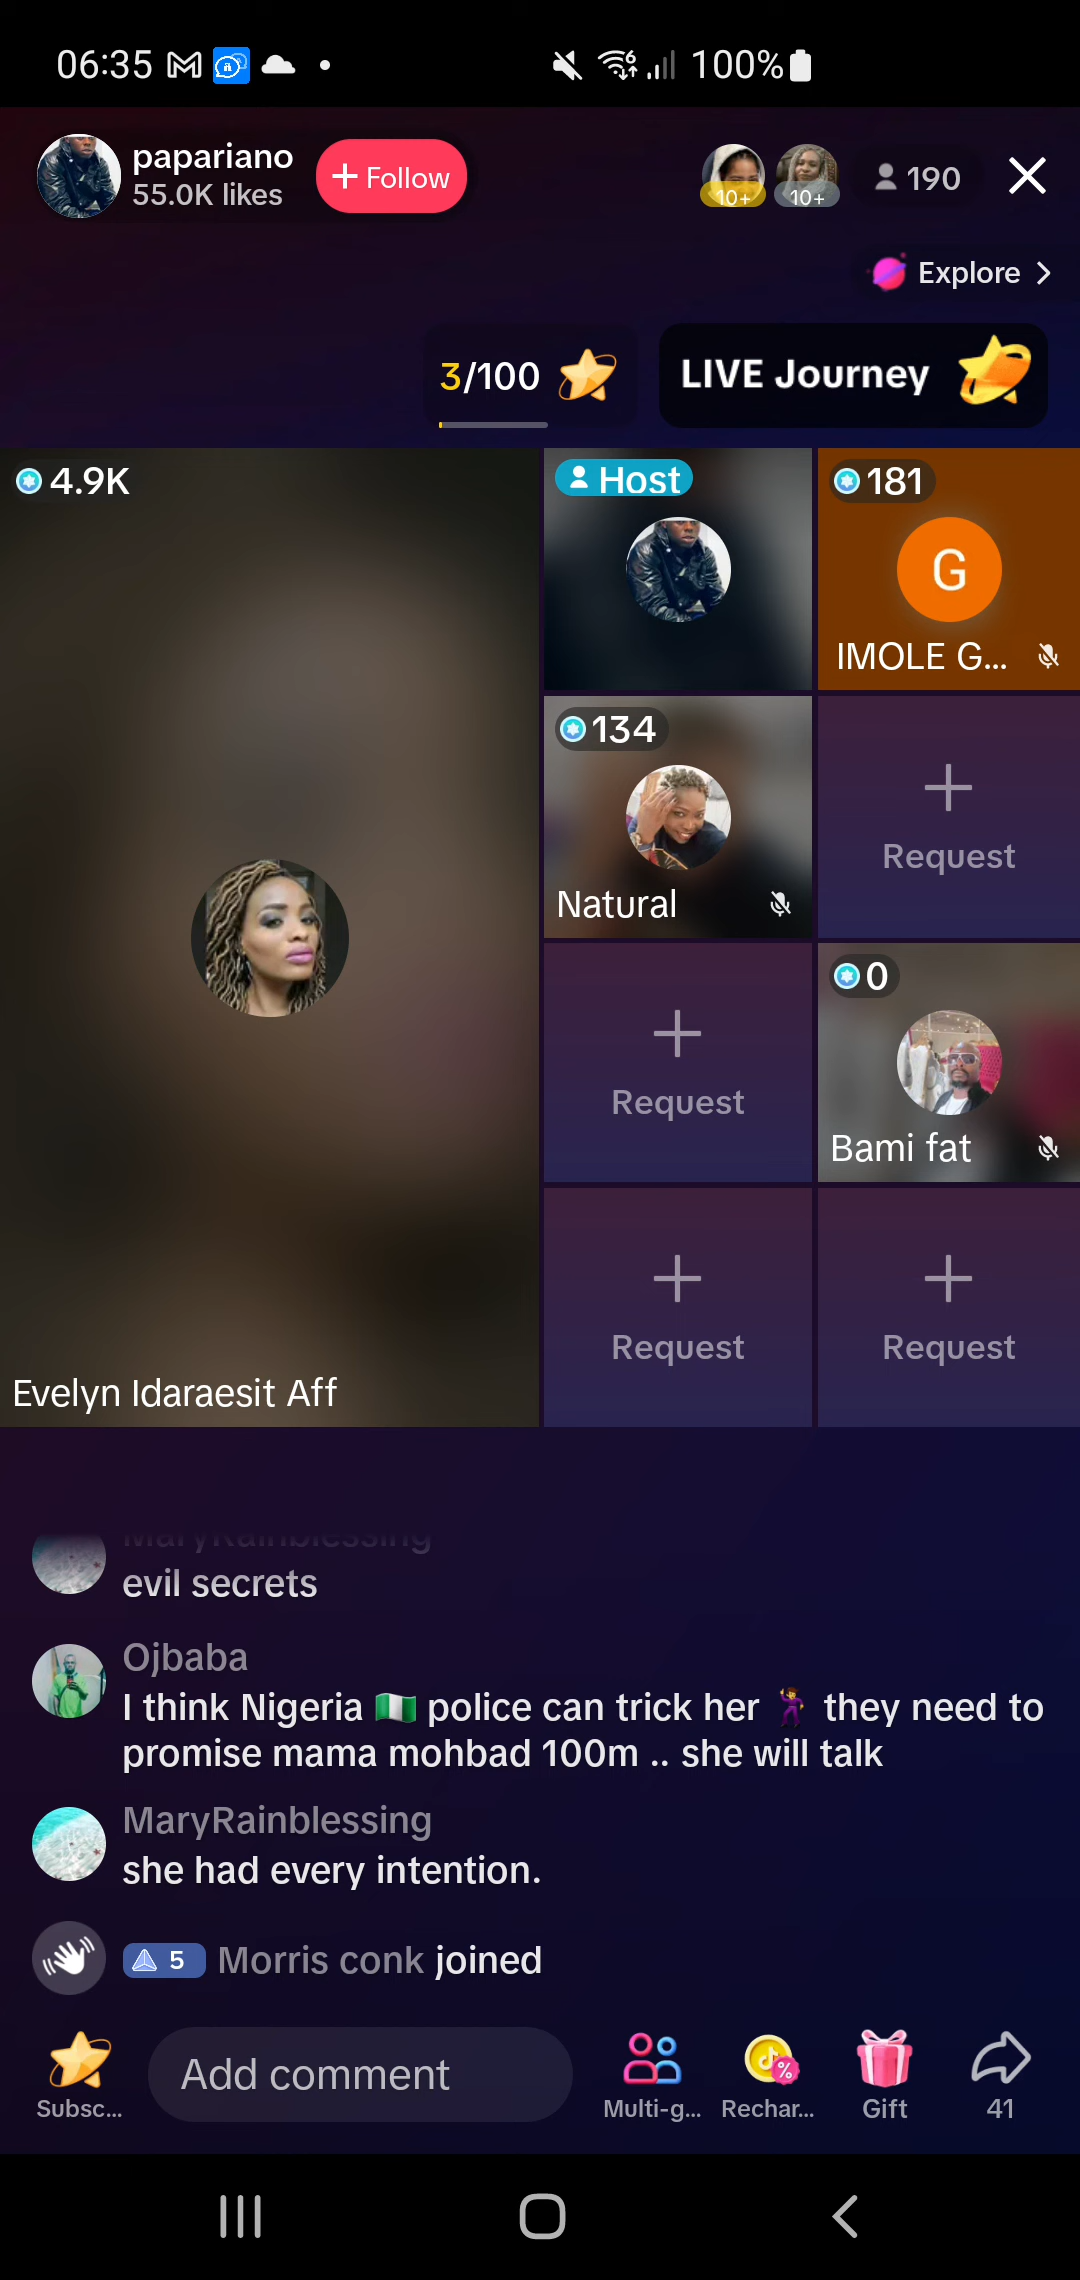 06:35
100%
papariano
55.0K likes
+ Follow
10+
10+
190
Explore
3/100
LIVE Journey
4.9K
Host
181
G
IMOLE G...
134
Natural
Request
Request
0
Bami fat
Request
Request
Evelyn Idaraesit Aff
MaryRainblessing
evil secrets
Ojbaba
I think Nigeria 🇳🇬 police can trick her 💃 they need to
promise mama mohbad 100m .. she will talk
MaryRainblessing
she had every intention.
5 Morris conk joined
Add comment
Subsc...
Multi-g...
Rechar...
Gift
41